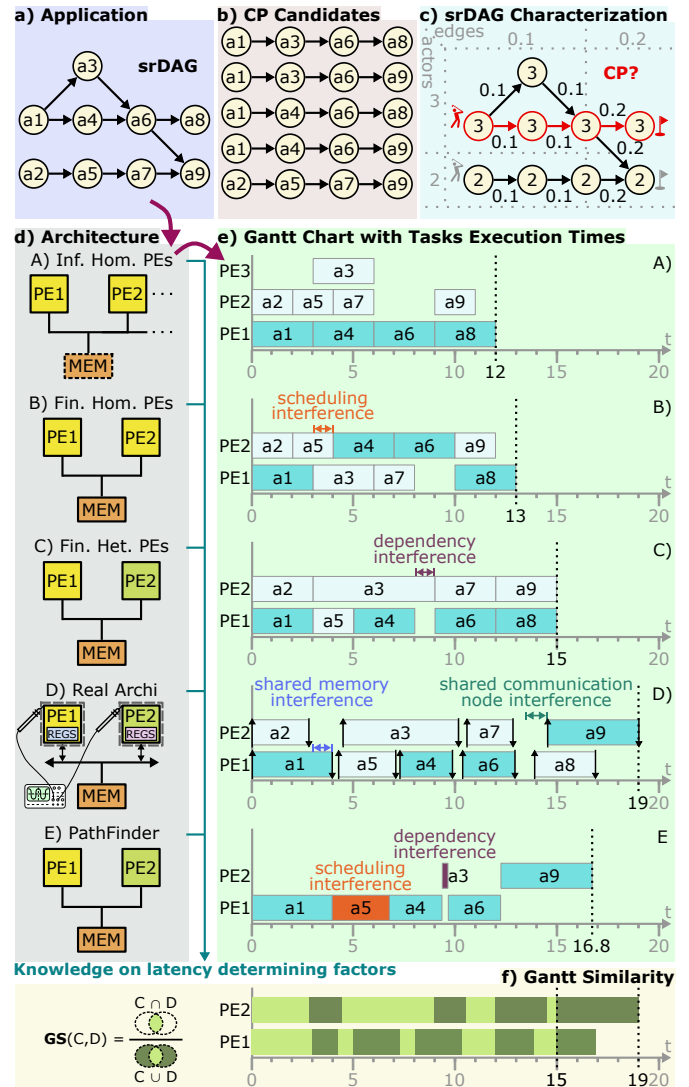 a) Application
srDAG
a3
a1
a4
a6
a8
a2
a5
a7
a9
b) CP Candidates
a1 a3 a6 a8
a1 a3 a6 a9
a1 a4 a6 a8
a1 a4 a6 a9
a2 a5 a7 a9
c) srDAG Characterization
edges
0.1 0.2
actors
3
2
3
CP?
0.1 0.1
0.2
3 3 3 3
0.1 0.1 0.2
2 2 2 2
0.1 0.1 0.2
d) Architecture
A) Inf. Hom. PEs
PE1 PE2 ...
...
MEM
B) Fin. Hom. PEs
PE1 PE2
MEM
C) Fin. Het. PEs
PE1 PE2
MEM
D) Real Archi
PE1 PE2
REGS REGS
MEM
E) PathFinder
PE1 PE2
MEM
e) Gantt Chart with Tasks Execution Times
A)
PE3 a3
PE2 a2 a5 a7 a9
PE1 a1 a4 a6 a8
t
0 5 10 12 15 20
B)
scheduling
interference
PE2 a2 a5 a4 a6 a9
PE1 a1 a3 a7 a8
t
0 5 10 13 15 20
C)
dependency
interference
PE2 a2 a3 a7 a9
PE1 a1 a5 a4 a6 a8
t
0 5 10 15 20
D)
shared memory
interference
shared communication
node interference
PE2 a2 a3 a7 a9
PE1 a1 a5 a4 a6 a8
t
0 5 10 15 19 20
E
dependency
interference
scheduling
interference
PE2 a3 a9
PE1 a1 a5 a4 a6
t
0 5 10 16.8 20
Knowledge on latency determining factors
f) Gantt Similarity
GS(C,D) =
C ∩ D
C ∪ D
PE2
PE1
t
0 5 10 15 19 20